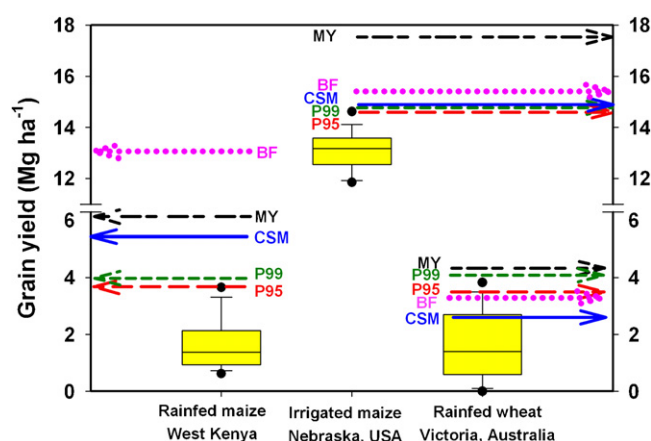 Grain yield (Mg ha⁻¹)
18
16
14
12
6
4
2
0
18
16
14
12
6
4
2
0
MY
BF
CSM
P99
P95
BF
MY
CSM
P99
P95
MY
P99
P95
BF
CSM
Rainfed maize
West Kenya
Irrigated maize
Nebraska, USA
Rainfed wheat
Victoria, Australia